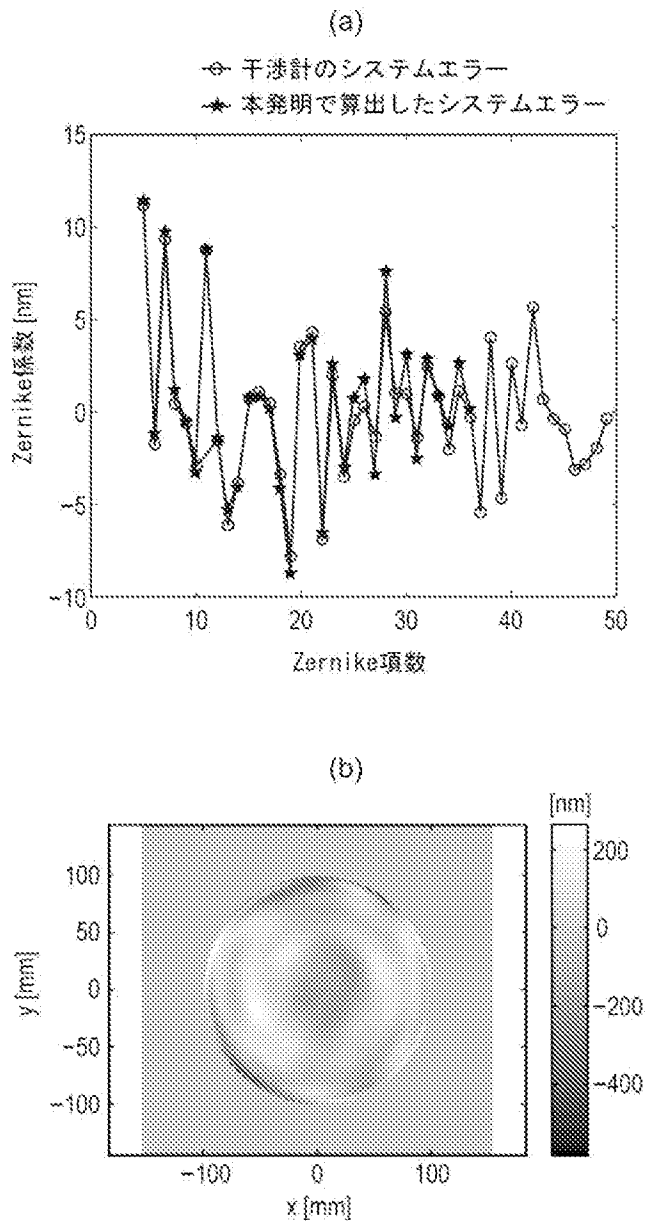 (a)
干渉計のシステムエラー
本発明で算出したシステムエラー
15
10
5
0
−5
−10
Zernike係数 [nm]
0 10 20 30 40 50
Zernike項数
(b)
[nm]
200
0
−200
−400
100
50
0
−50
−100
y [mm]
−100 0 100
x [mm]